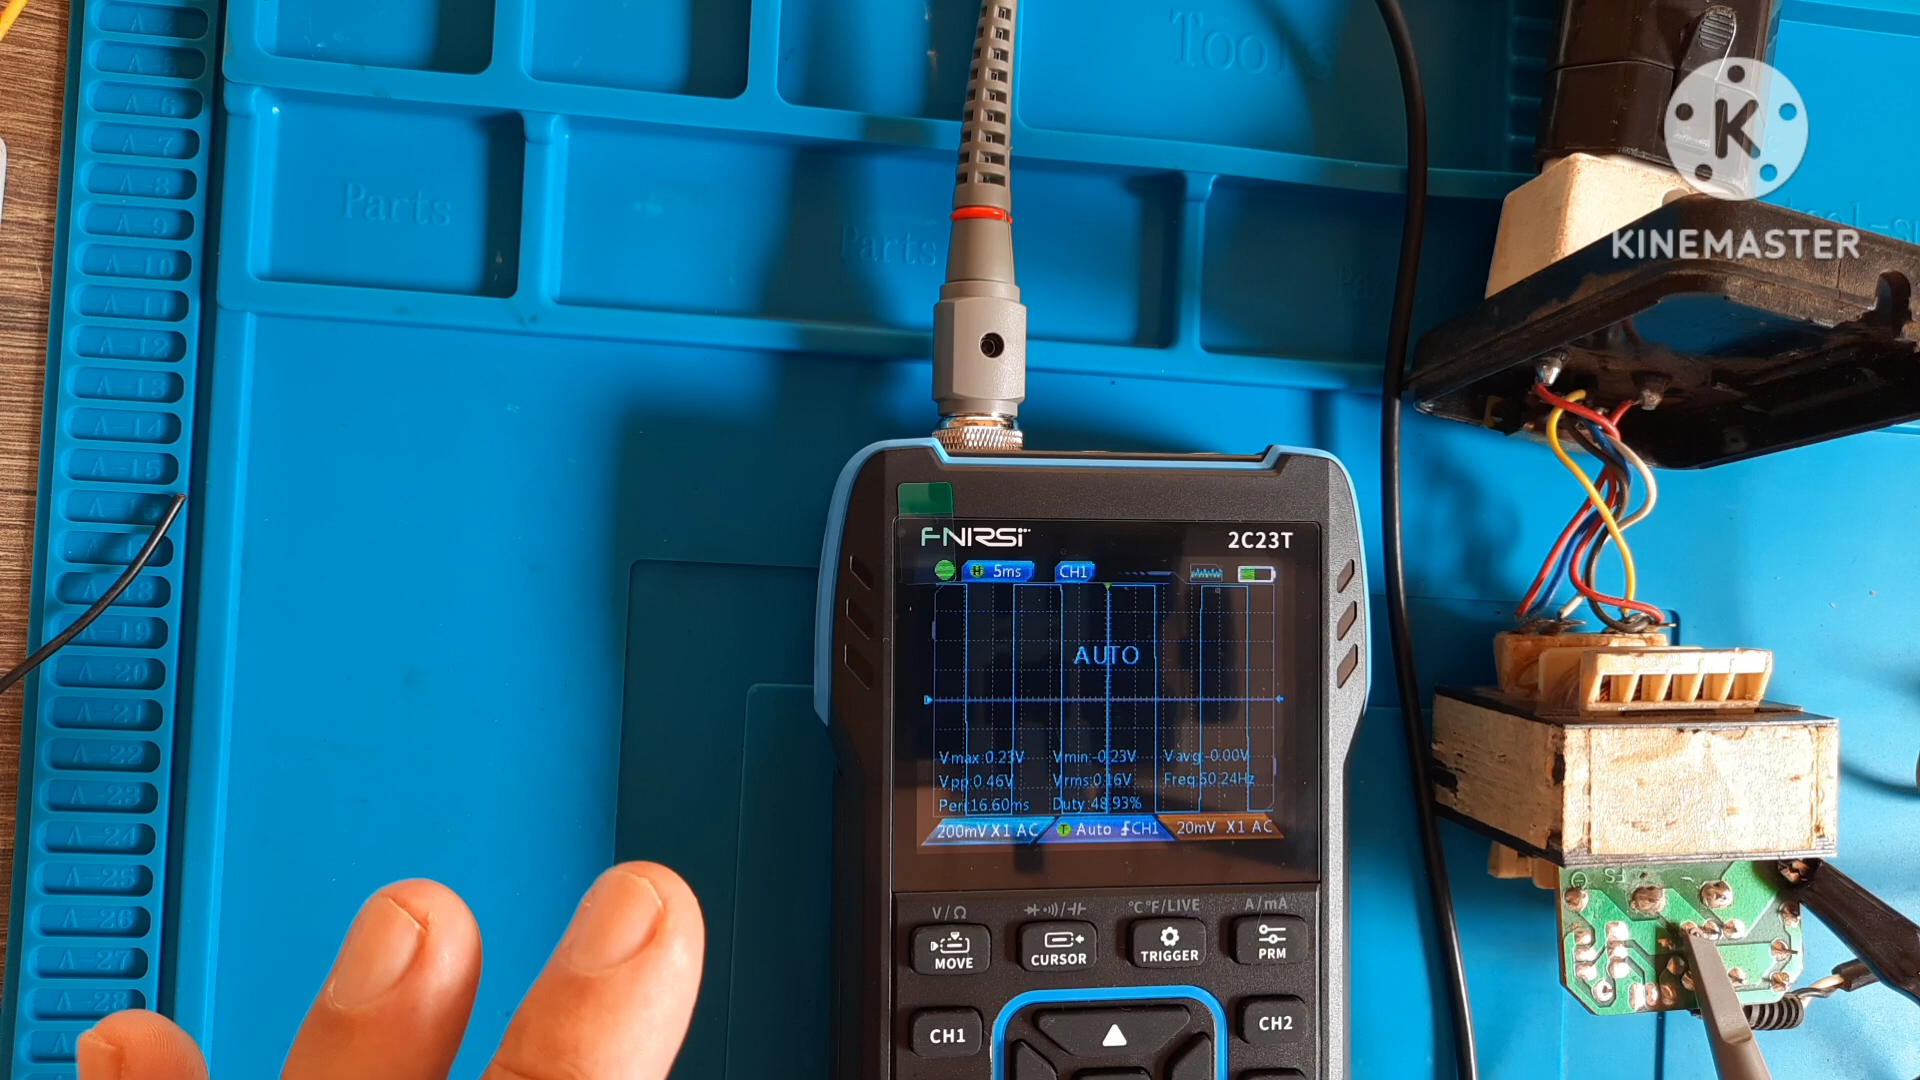 Tools
A-5
A-6
A-7
A-8
A-9
A-10
A-11
A-12
A-13
A-14
A-15
A-18
A-19
A-20
A-21
A-22
A-23
A-24
A-25
A-26
A-27
A-28
Parts
Parts
K
KINEMASTER
FNIRSI
2C23T
H 5ms
CH1
AUTO
Vmax:0.23V Vmin:-0.23V Vavg:-0.00V
Vpp:0.46V Vrms:0.16V Freq:60.24Hz
Peri:16.60ms Duty:48.93%
200mV X1 AC
T Auto CH1
20mV X1 AC
V/Ω
°C°F/LIVE
A/mA
MOVE
CURSOR
TRIGGER
PRM
CH1
CH2
FS